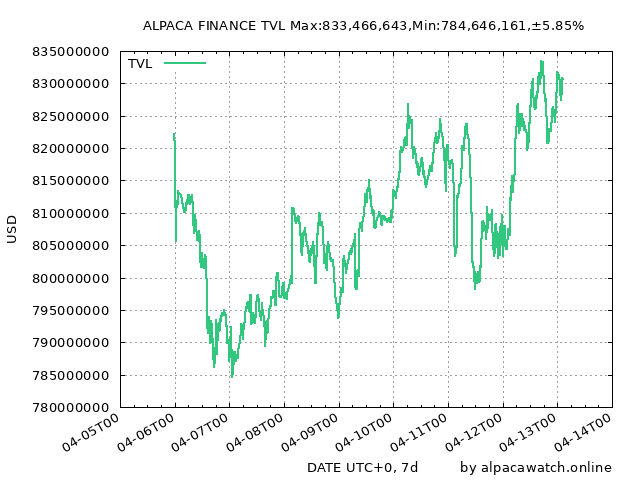 ALPACA FINANCE TVL Max:833,466,643,Min:784,646,161,±5.85%
835000000
TVL
830000000
825000000
820000000
815000000
810000000
USD
805000000
800000000
795000000
790000000
785000000
780000000
04-05T00
04-06T00
04-07T00
04-08T00
04-09T00
04-10T00
04-11T00
04-12T00
04-13T00
04-14T00
DATE UTC+0, 7d
by alpacawatch.online